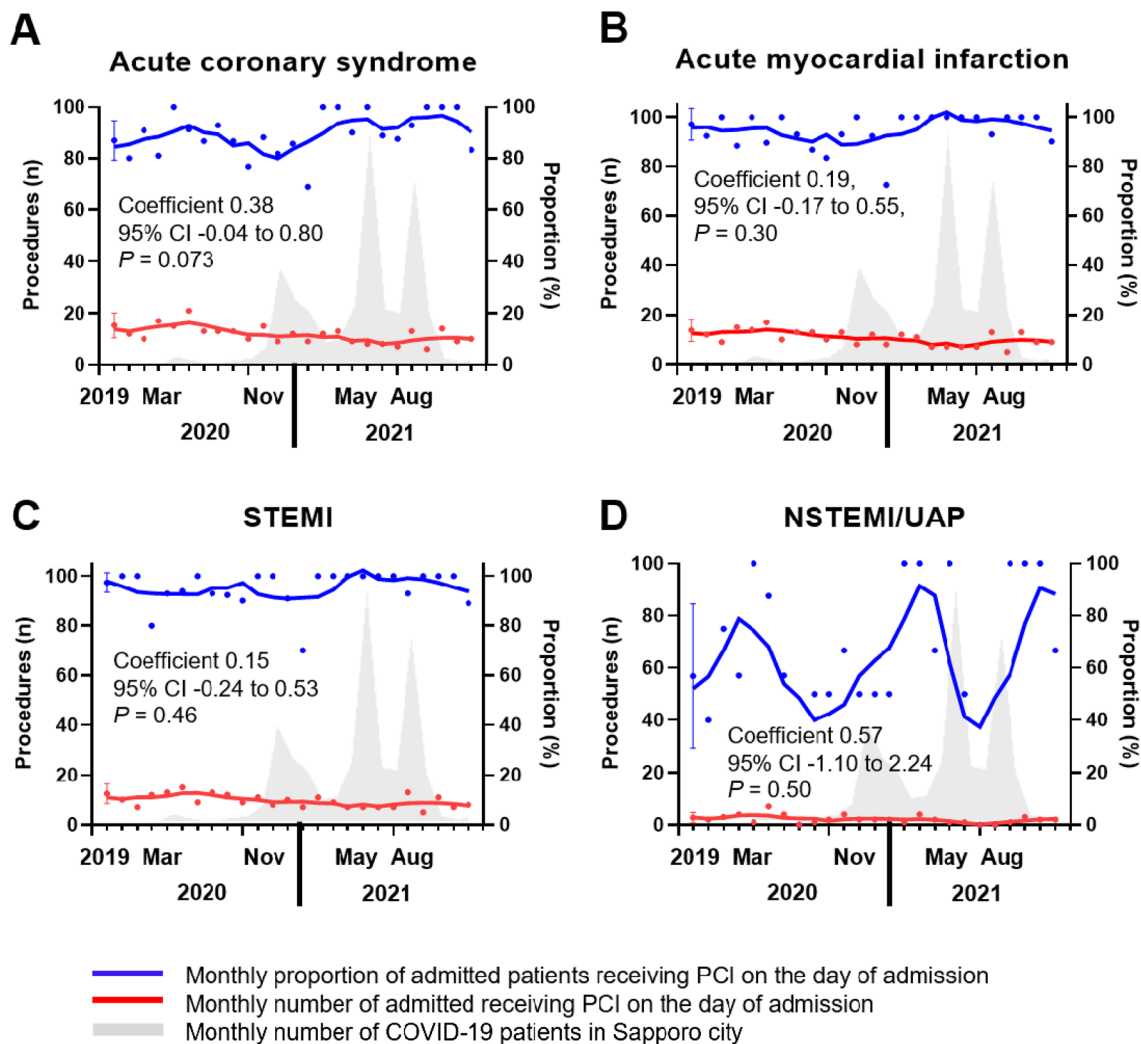 A
Acute coronary syndrome
Procedures (n)
100
80
60
40
20
0
100
80
60
40
20
0
Proportion (%)
Coefficient 0.38
95% CI -0.04 to 0.80
P = 0.073
2019 Mar Nov May Aug
2020 2021
B
Acute myocardial infarction
Procedures (n)
100
80
60
40
20
0
100
80
60
40
20
0
Proportion (%)
Coefficient 0.19,
95% CI -0.17 to 0.55,
P = 0.30
2019 Mar Nov May Aug
2020 2021
C
STEMI
Procedures (n)
100
80
60
40
20
0
100
80
60
40
20
0
Proportion (%)
Coefficient 0.15
95% CI -0.24 to 0.53
P = 0.46
2019 Mar Nov May Aug
2020 2021
D
NSTEMI/UAP
Procedures (n)
100
80
60
40
20
0
100
80
60
40
20
0
Proportion (%)
Coefficient 0.57
95% CI -1.10 to 2.24
P = 0.50
2019 Mar Nov May Aug
2020 2021
Monthly proportion of admitted patients receiving PCI on the day of admission
Monthly number of admitted receiving PCI on the day of admission
Monthly number of COVID-19 patients in Sapporo city